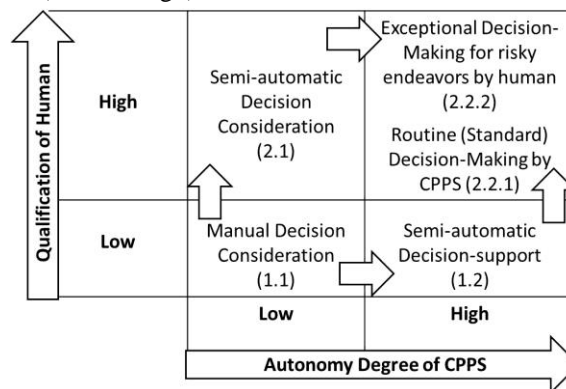 Qualification of Human
High
Semi-automatic
Decision
Consideration
(2.1)
Exceptional Decision-
Making for risky
endeavors by human
(2.2.2)
Routine (Standard)
Decision-Making by
CPPS (2.2.1)
Low
Manual Decision
Consideration
(1.1)
Semi-automatic
Decision-support
(1.2)
Low
High
Autonomy Degree of CPPS